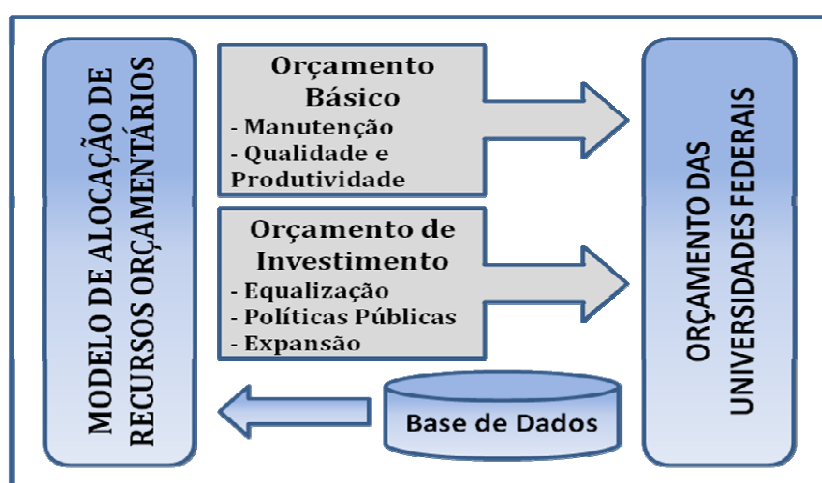 MODELO DE ALOCAÇÃO DE
RECURSOS ORÇAMENTÁRIOS
Orçamento
Básico
- Manutenção
- Qualidade e
Produtividade
Orçamento de
Investimento
- Equalização
- Políticas Públicas
- Expansão
Base de Dados
ORÇAMENTO DAS
UNIVERSIDADES FEDERAIS